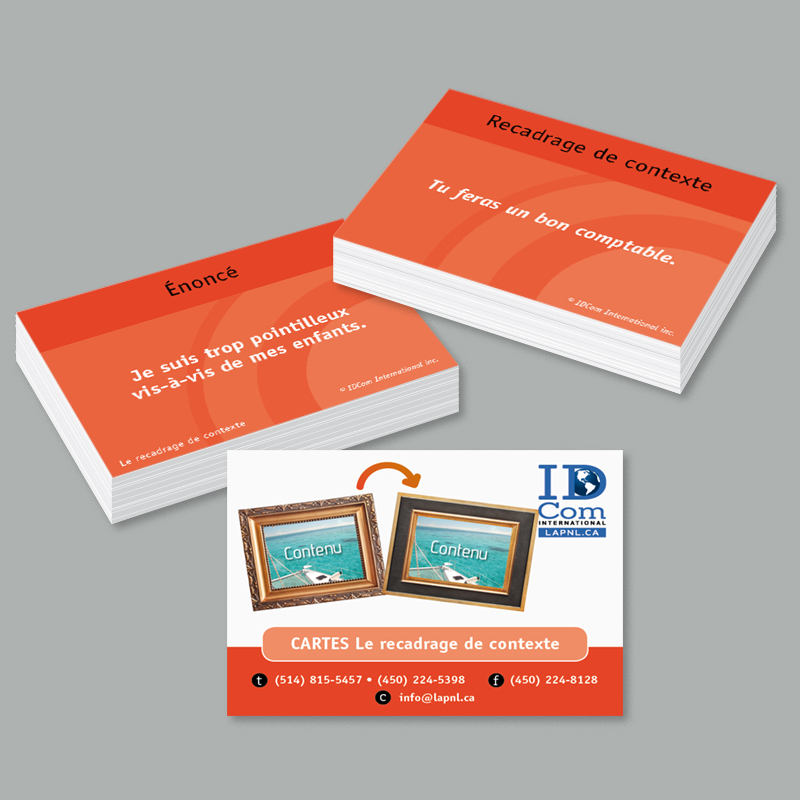 Recadrage de contexte
Tu feras un bon comptable.
© IDCom International inc.
Énoncé
Je suis trop pointilleux
vis-à-vis de mes enfants.
© IDCom International inc.
Le recadrage de contexte
Contenu
Contenu
ID
Com
INTERNATIONAL
LAPNL.CA
CARTES Le recadrage de contexte
t (514) 815-5457 • (450) 224-5398 f (450) 224-8128
c info@lapnl.ca